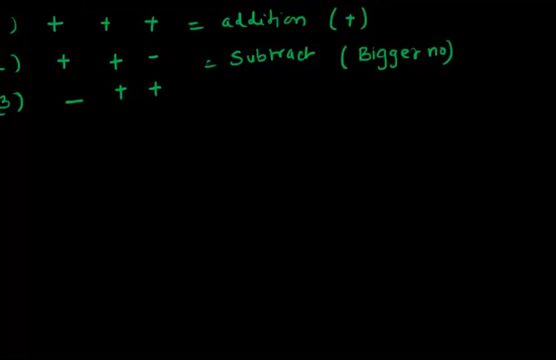 ) + + + = addition (+)
) + + - = Subtract ( Bigger no)
3) - + +